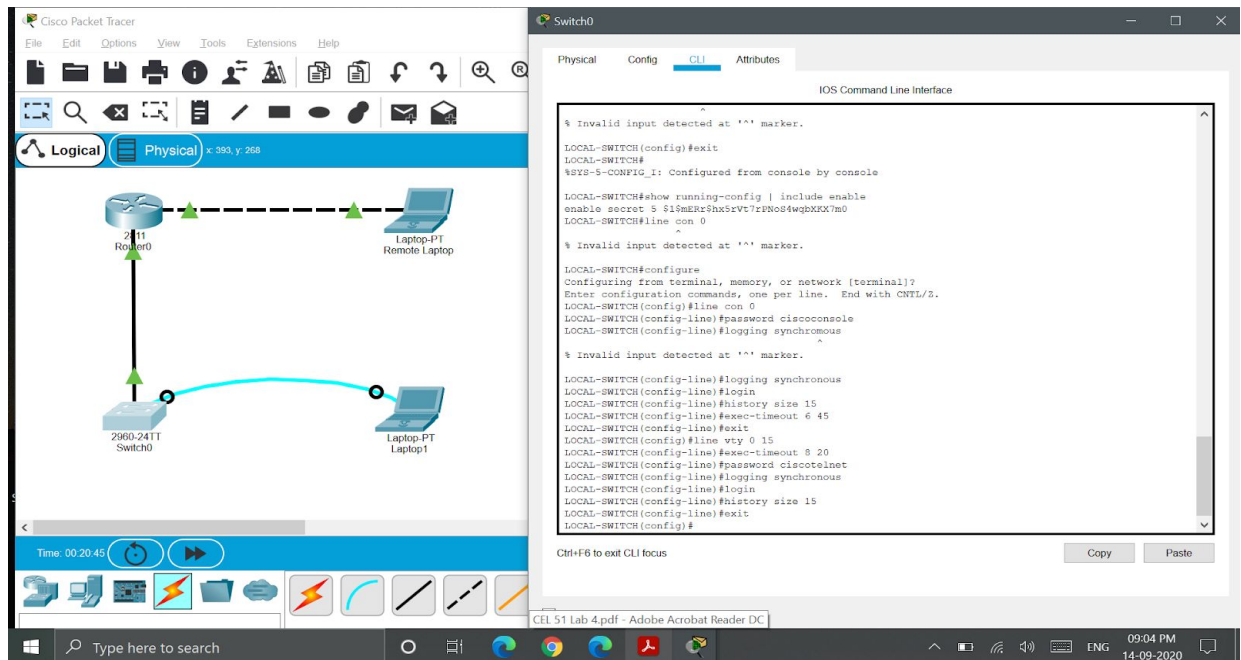 Cisco Packet Tracer
File Edit Options View Tools Extensions Help
Logical Physical x: 393, y: 268
2811
Router0
Laptop-PT
Remote Laptop
2960-24TT
Switch0
Laptop-PT
Laptop1
Time: 00:20:45
Switch0
Physical Config CLI Attributes
IOS Command Line Interface
^
% Invalid input detected at '^' marker.
LOCAL-SWITCH(config)#exit
LOCAL-SWITCH#
%SYS-5-CONFIG_I: Configured from console by console
LOCAL-SWITCH#show running-config | include enable
enable secret 5 $1$mERr$hx5rVt7rPNoS4wqbXKX7m0
LOCAL-SWITCH#line con 0
^
% Invalid input detected at '^' marker.
LOCAL-SWITCH#configure
Configuring from terminal, memory, or network [terminal]?
Enter configuration commands, one per line. End with CNTL/Z.
LOCAL-SWITCH(config)#line con 0
LOCAL-SWITCH(config-line)#password ciscoconsole
LOCAL-SWITCH(config-line)#logging synchromous
^
% Invalid input detected at '^' marker.
LOCAL-SWITCH(config-line)#logging synchronous
LOCAL-SWITCH(config-line)#login
LOCAL-SWITCH(config-line)#history size 15
LOCAL-SWITCH(config-line)#exec-timeout 6 45
LOCAL-SWITCH(config-line)#exit
LOCAL-SWITCH(config)#line vty 0 15
LOCAL-SWITCH(config-line)#exec-timeout 8 20
LOCAL-SWITCH(config-line)#password ciscotelnet
LOCAL-SWITCH(config-line)#logging synchronous
LOCAL-SWITCH(config-line)#login
LOCAL-SWITCH(config-line)#history size 15
LOCAL-SWITCH(config-line)#exit
LOCAL-SWITCH(config)#
Ctrl+F6 to exit CLI focus
Copy Paste
CEL 51 Lab 4.pdf - Adobe Acrobat Reader DC
Type here to search
ENG
09:04 PM
14-09-2020